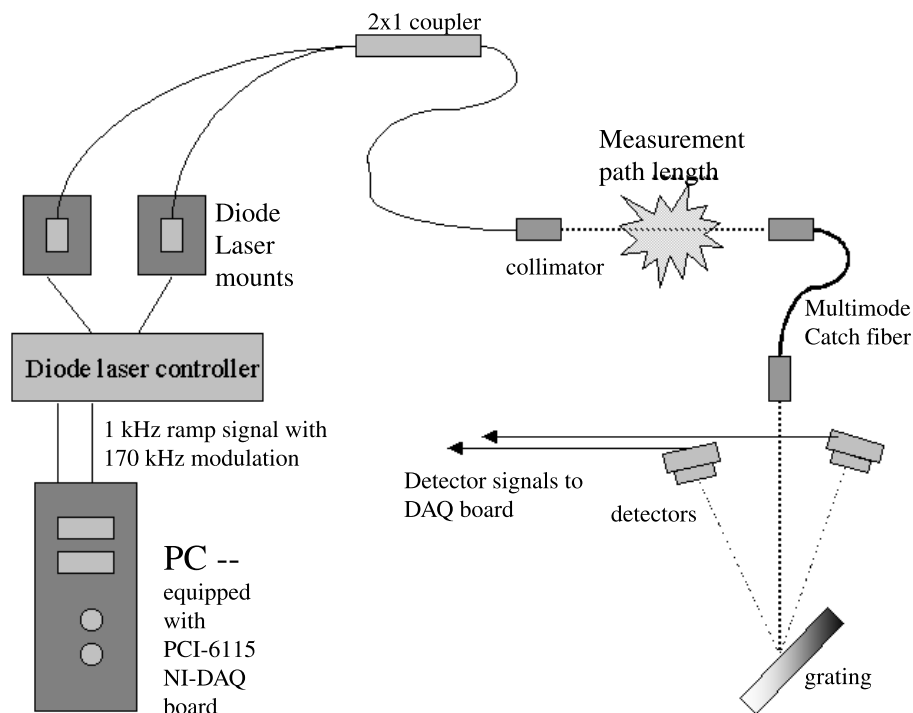 2x1 coupler
Measurement
path length
Diode
Laser
mounts
collimator
Multimode
Catch fiber
Diode laser controller
1 kHz ramp signal with
170 kHz modulation
Detector signals to
DAQ board
detectors
PC --
equipped
with
PCI-6115
NI-DAQ
board
grating